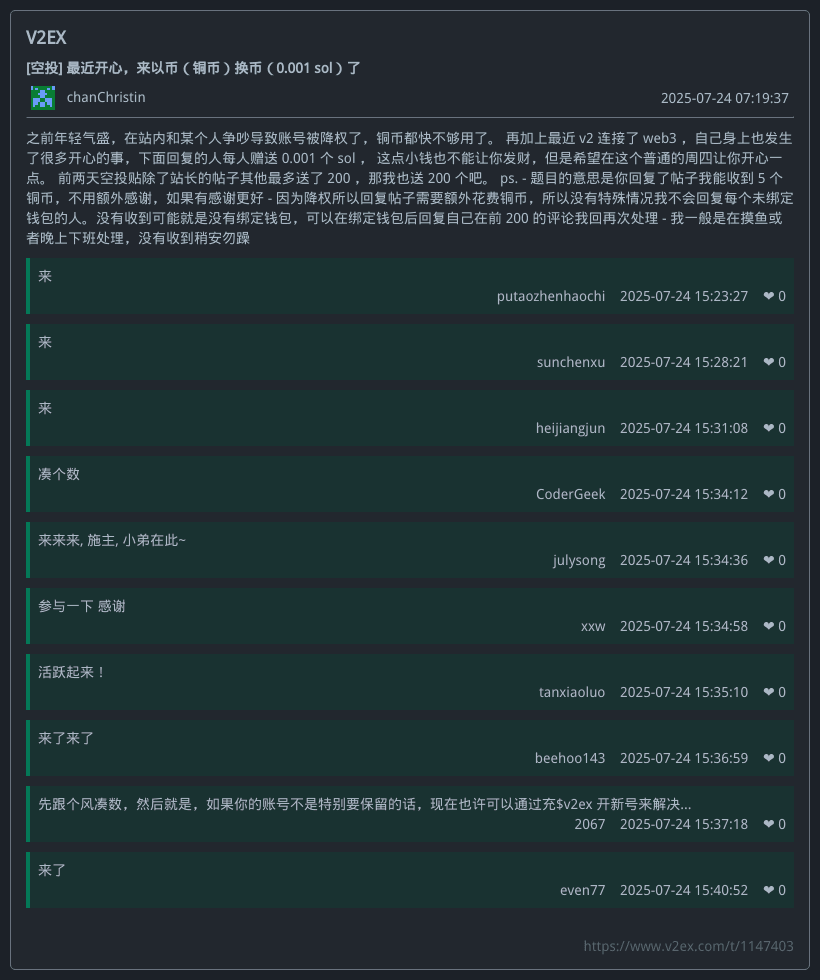 V2EX
[空投] 最近开心，来以币（铜币）换币（0.001 sol）了
chanChristin
2025-07-24 07:19:37
之前年轻气盛，在站内和某个人争吵导致账号被降权了，铜币都快不够用了。 再加上最近 v2 连接了 web3 ，自己身上也发生
了很多开心的事，下面回复的人每人赠送 0.001 个 sol ， 这点小钱也不能让你发财，但是希望在这个普通的周四让你开心一
点。 前两天空投贴除了站长的帖子其他最多送了 200 ，那我也送 200 个吧。 ps. - 题目的意思是你回复了帖子我能收到 5 个
铜币，不用额外感谢，如果有感谢更好 - 因为降权所以回复帖子需要额外花费铜币，所以没有特殊情况我不会回复每个未绑定
钱包的人。没有收到可能就是没有绑定钱包，可以在绑定钱包后回复自己在前 200 的评论我回再次处理 - 我一般是在摸鱼或
者晚上下班处理，没有收到稍安勿躁
来
putaozhenhaochi 2025-07-24 15:23:27 ❤ 0
来
sunchenxu 2025-07-24 15:28:21 ❤ 0
来
heijiangjun 2025-07-24 15:31:08 ❤ 0
凑个数
CoderGeek 2025-07-24 15:34:12 ❤ 0
来来来, 施主, 小弟在此~
julysong 2025-07-24 15:34:36 ❤ 0
参与一下 感谢
xxw 2025-07-24 15:34:58 ❤ 0
活跃起来！
tanxiaoluo 2025-07-24 15:35:10 ❤ 0
来了来了
beehoo143 2025-07-24 15:36:59 ❤ 0
先跟个风凑数，然后就是，如果你的账号不是特别要保留的话，现在也许可以通过充$v2ex 开新号来解决...
2067 2025-07-24 15:37:18 ❤ 0
来了
even77 2025-07-24 15:40:52 ❤ 0
https://www.v2ex.com/t/1147403